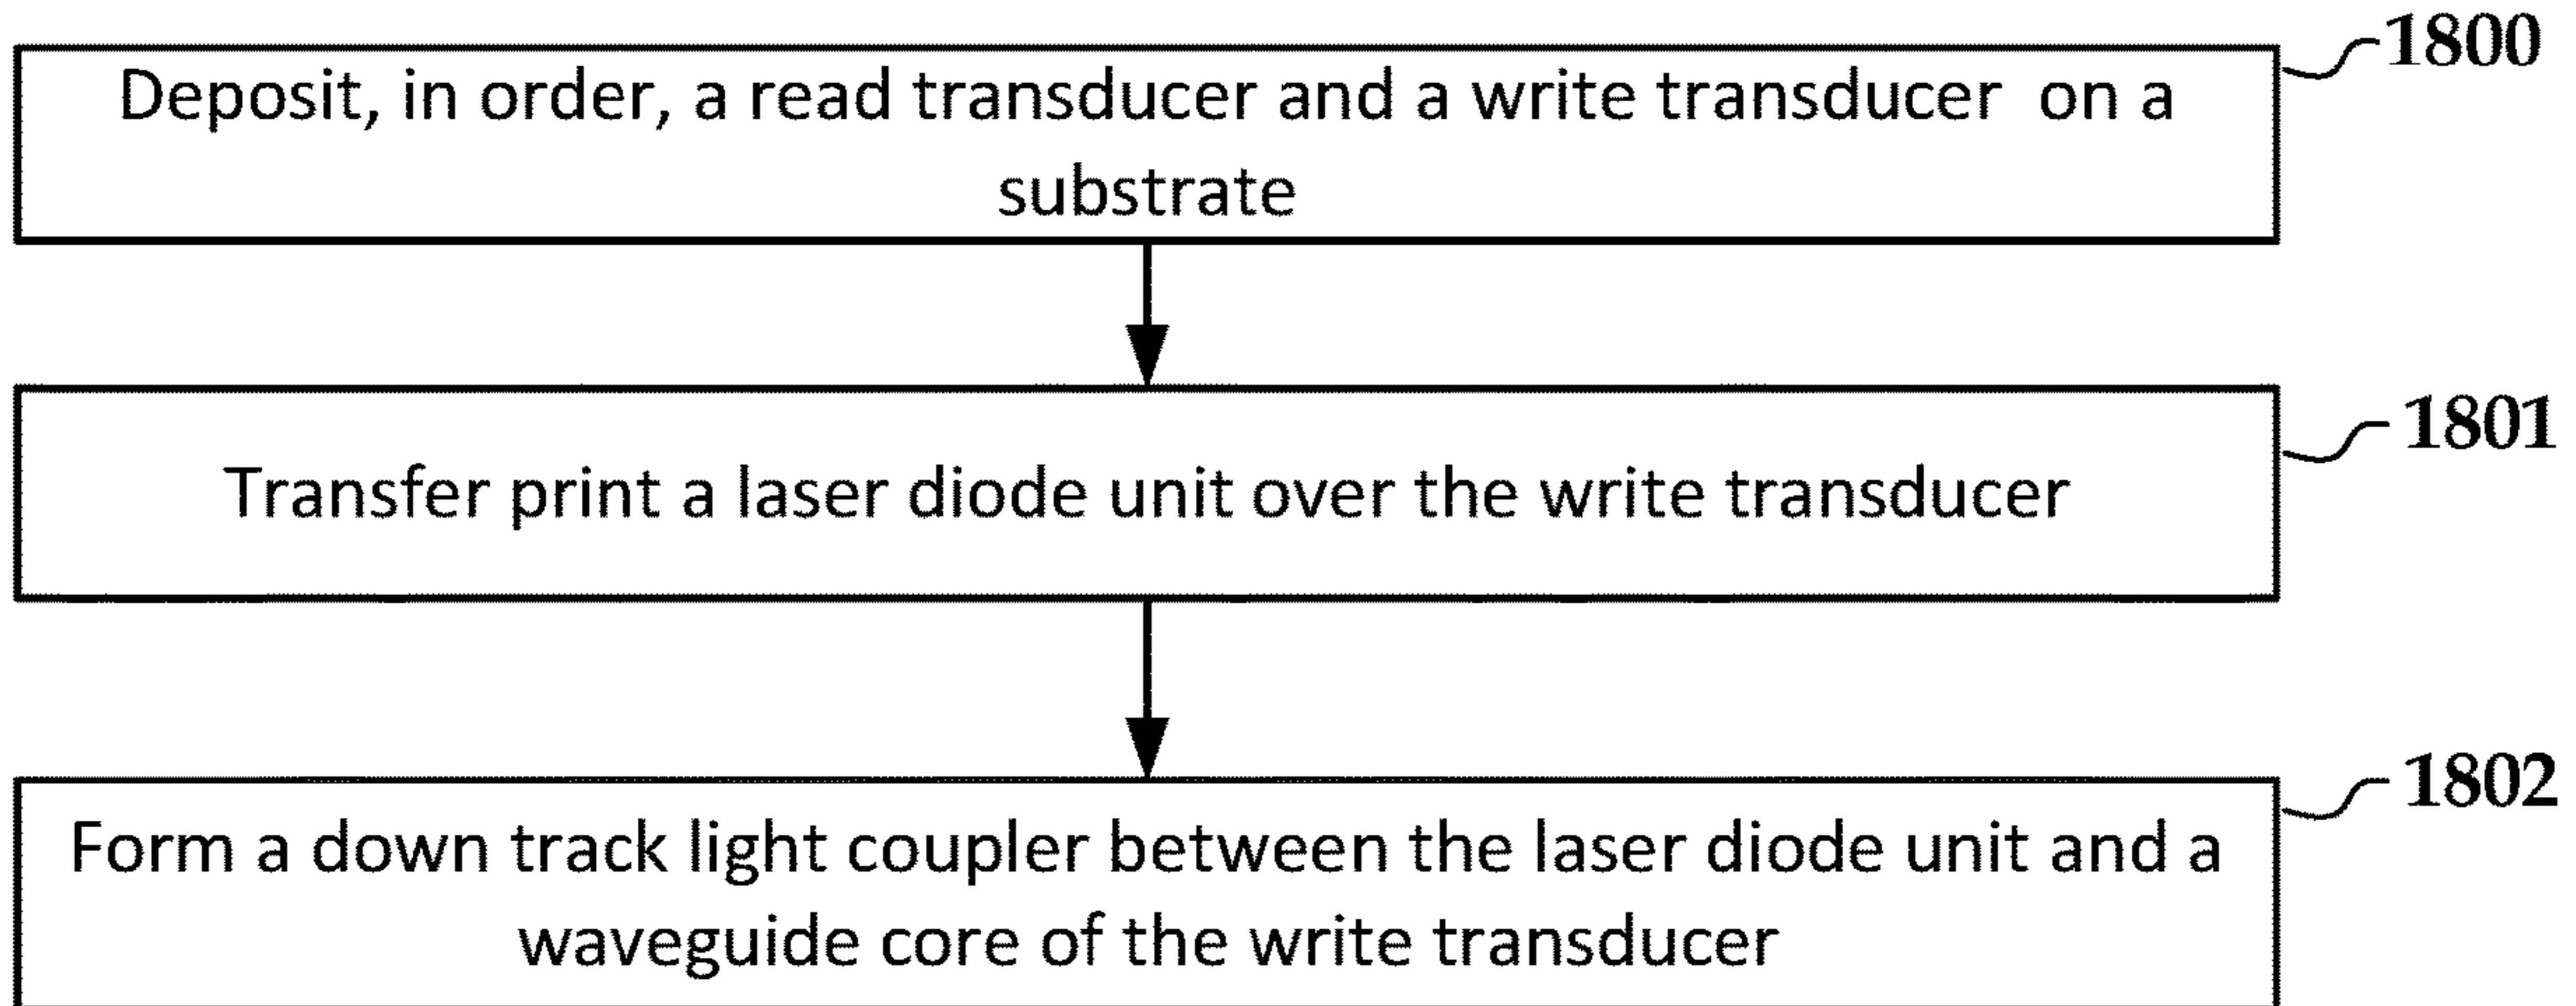 1800
Deposit, in order, a read transducer and a write transducer on a
substrate
1801
Transfer print a laser diode unit over the write transducer
1802
Form a down track light coupler between the laser diode unit and a
waveguide core of the write transducer